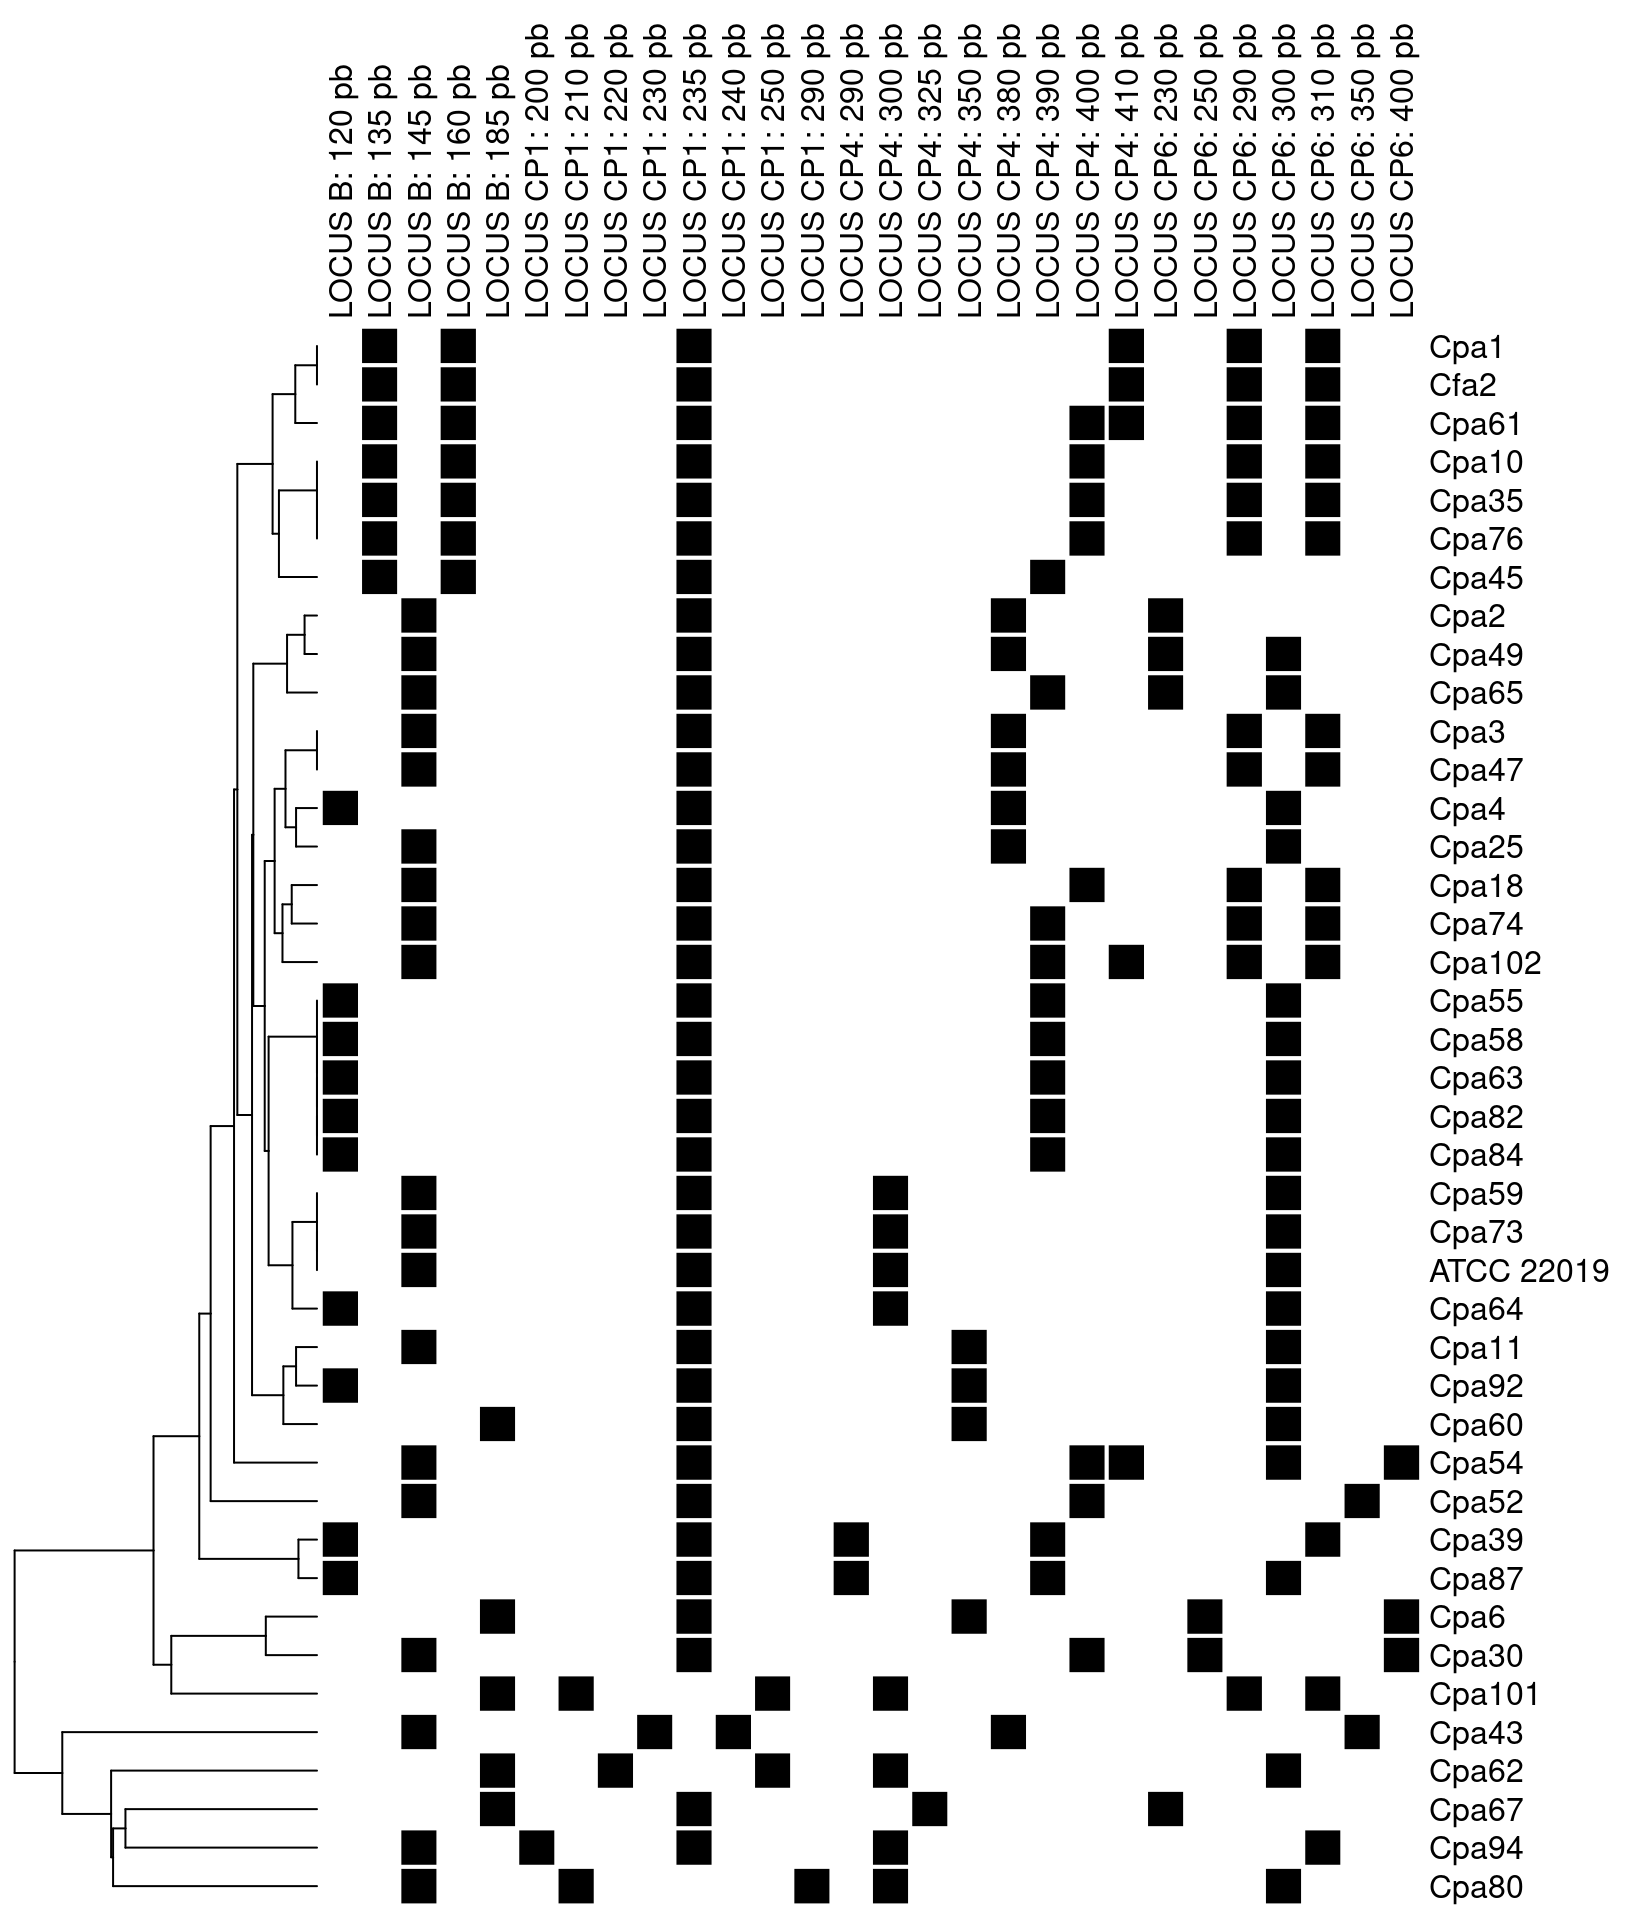 LOCUS B: 120 pb
LOCUS B: 135 pb
LOCUS B: 145 pb
LOCUS B: 160 pb
LOCUS B: 185 pb
LOCUS CP1: 200 pb
LOCUS CP1: 210 pb
LOCUS CP1: 220 pb
LOCUS CP1: 230 pb
LOCUS CP1: 235 pb
LOCUS CP1: 240 pb
LOCUS CP1: 250 pb
LOCUS CP1: 290 pb
LOCUS CP4: 290 pb
LOCUS CP4: 300 pb
LOCUS CP4: 325 pb
LOCUS CP4: 350 pb
LOCUS CP4: 380 pb
LOCUS CP4: 390 pb
LOCUS CP4: 400 pb
LOCUS CP4: 410 pb
LOCUS CP6: 230 pb
LOCUS CP6: 250 pb
LOCUS CP6: 290 pb
LOCUS CP6: 300 pb
LOCUS CP6: 310 pb
LOCUS CP6: 350 pb
LOCUS CP6: 400 pb
Cpa1
Cfa2
Cpa61
Cpa10
Cpa35
Cpa76
Cpa45
Cpa2
Cpa49
Cpa65
Cpa3
Cpa47
Cpa4
Cpa25
Cpa18
Cpa74
Cpa102
Cpa55
Cpa58
Cpa63
Cpa82
Cpa84
Cpa59
Cpa73
ATCC 22019
Cpa64
Cpa11
Cpa92
Cpa60
Cpa54
Cpa52
Cpa39
Cpa87
Cpa6
Cpa30
Cpa101
Cpa43
Cpa62
Cpa67
Cpa94
Cpa80